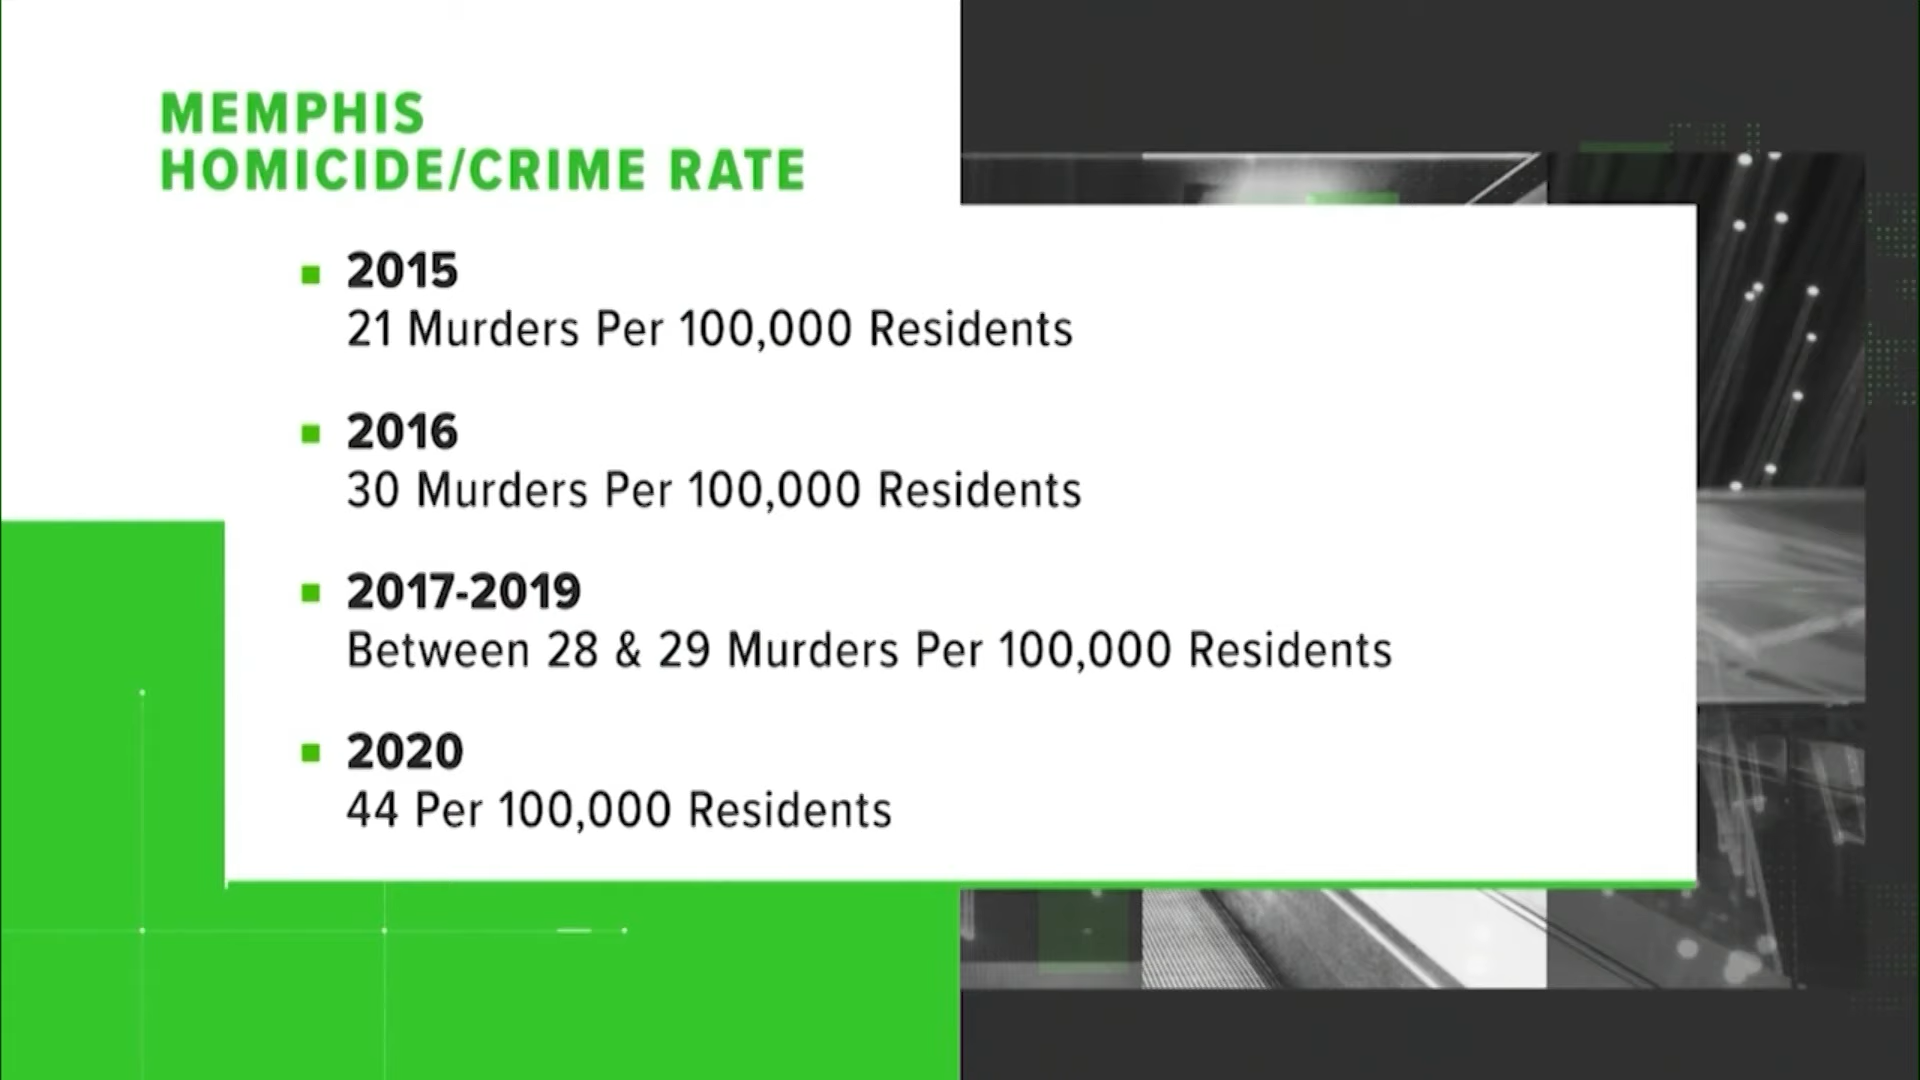 MEMPHIS
HOMICIDE/CRIME RATE
2015
21 Murders Per 100,000 Residents
2016
30 Murders Per 100,000 Residents
2017-2019
Between 28 & 29 Murders Per 100,000 Residents
2020
44 Per 100,000 Residents